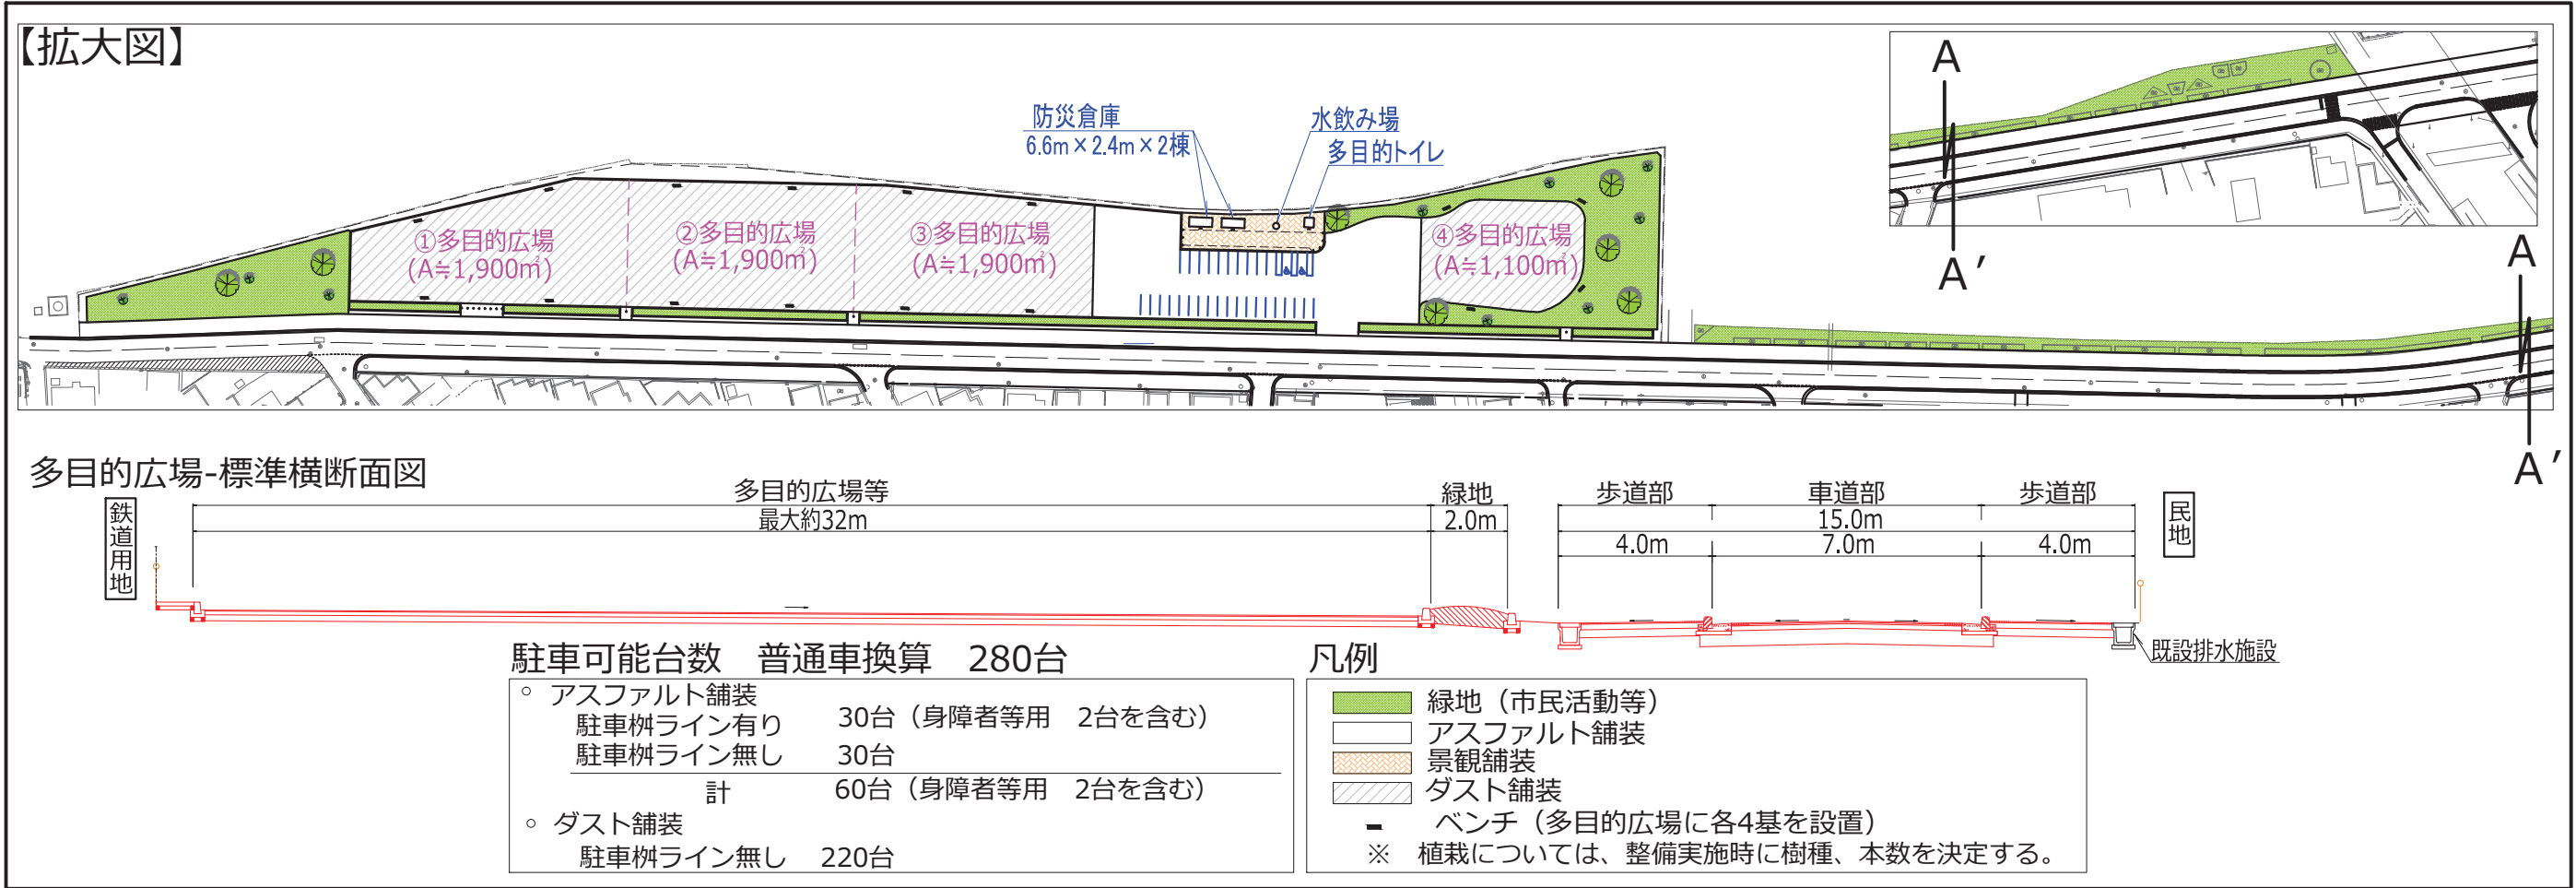 【拡大図】
防災倉庫
6.6m×2.4m×2棟
水飲み場
多目的トイレ
①多目的広場
(A≒1,900㎡)
②多目的広場
(A≒1,900㎡)
③多目的広場
(A≒1,900㎡)
④多目的広場
(A≒1,100㎡)
A
A'
A
A'
多目的広場-標準横断面図
鉄道用地
多目的広場等
最大約32m
緑地
2.0m
歩道部
車道部
歩道部
15.0m
4.0m
7.0m
4.0m
民地
既設排水施設
駐車可能台数 普通車換算 280台
○ アスファルト舗装
駐車桝ライン有り 30台（身障者等用 2台を含む）
駐車桝ライン無し 30台
計 60台（身障者等用 2台を含む）
○ ダスト舗装
駐車桝ライン無し 220台
凡例
緑地（市民活動等）
アスファルト舗装
景観舗装
ダスト舗装
ベンチ（多目的広場に各4基を設置）
※ 植栽については、整備実施時に樹種、本数を決定する。